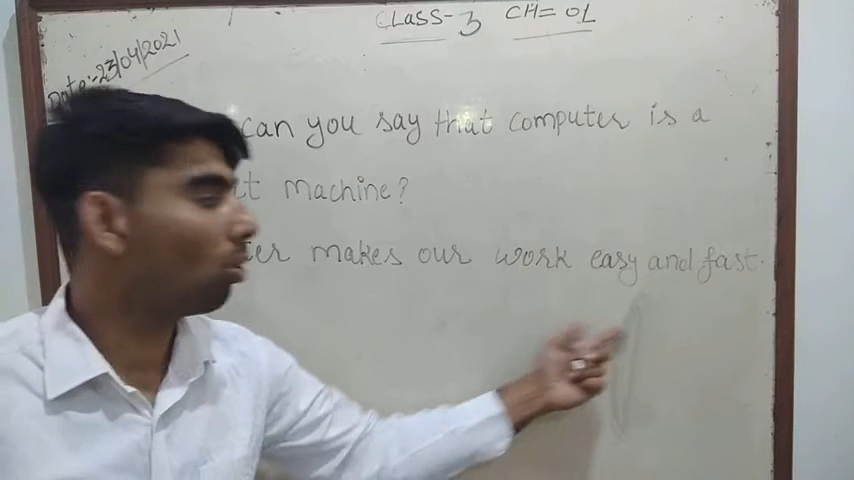 CLASS-3 CH=01
Date:-23/04/2021
can you say that computer is a
machine?
makes our work easy and fast.